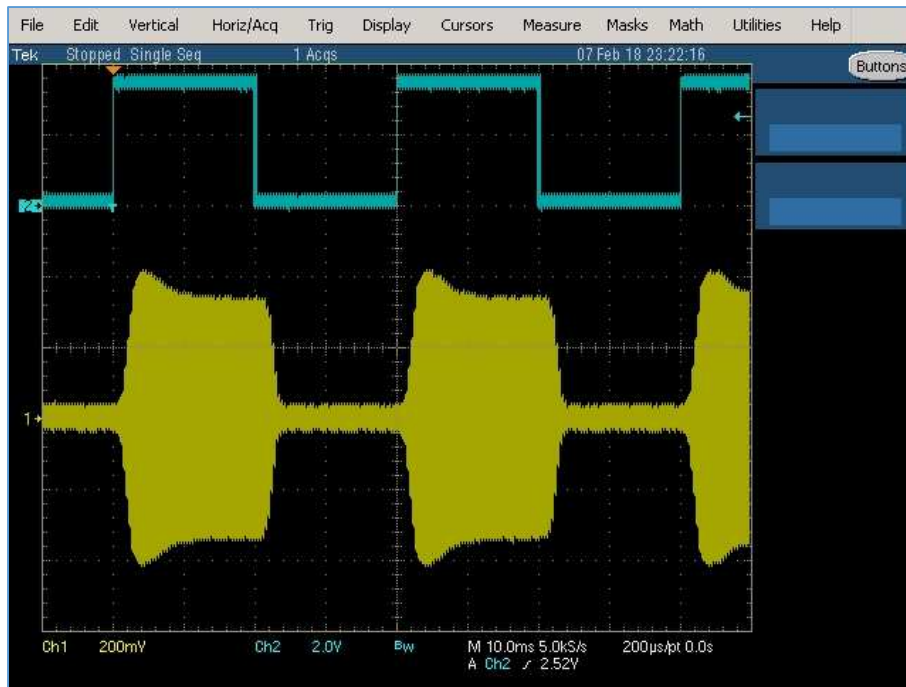 File Edit Vertical Horiz/Acq Trig Display Cursors Measure Masks Math Utilities Help
Tek Stopped Single Seq 1 Acqs 07 Feb 18 23:22:16
Buttons
2
1
Ch1 200mV Ch2 2.0V Bw M 10.0ms 5.0kS/s 200µs/pt 0.0s
A Ch2 / 2.52V